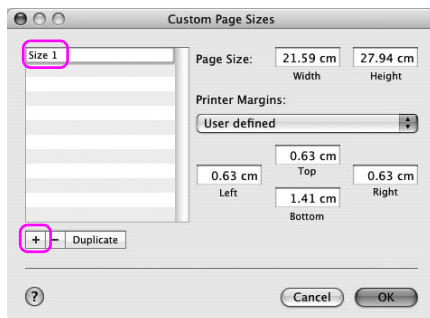 Custom Page Sizes
Size 1
Page Size:
21.59 cm
27.94 cm
Width
Height
Printer Margins:
User defined
0.63 cm
Top
0.63 cm
0.63 cm
Left
Right
1.41 cm
Bottom
+ – Duplicate
? Cancel OK